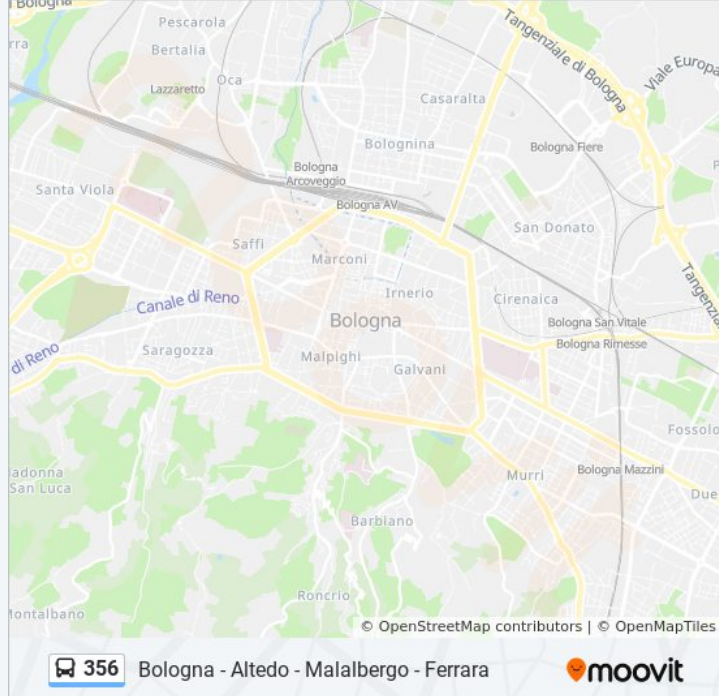 l Bologna
Pescarola
Bertalia
Oca
Lazzaretto
Casaralta
Tangenziale di Bologna
Viale Europa
Bolognina
Bologna Fiere
Bologna
Arcoveggio
Santa Viola
Bologna AV
Saffi
Marconi
San Donato
Canale di Reno
Irnerio
Cirenaica
Bologna
Bologna San Vitale
Bologna Rimesse
di Reno
Saragozza
Malpighi
Galvani
Fossolo
Murri
Bologna Mazzini
adonna
San Luca
Due
Barbiano
Roncrio
ontalbano
© OpenStreetMap contributors | © OpenMapTiles
356 Bologna - Altedo - Malalbergo - Ferrara
moovit